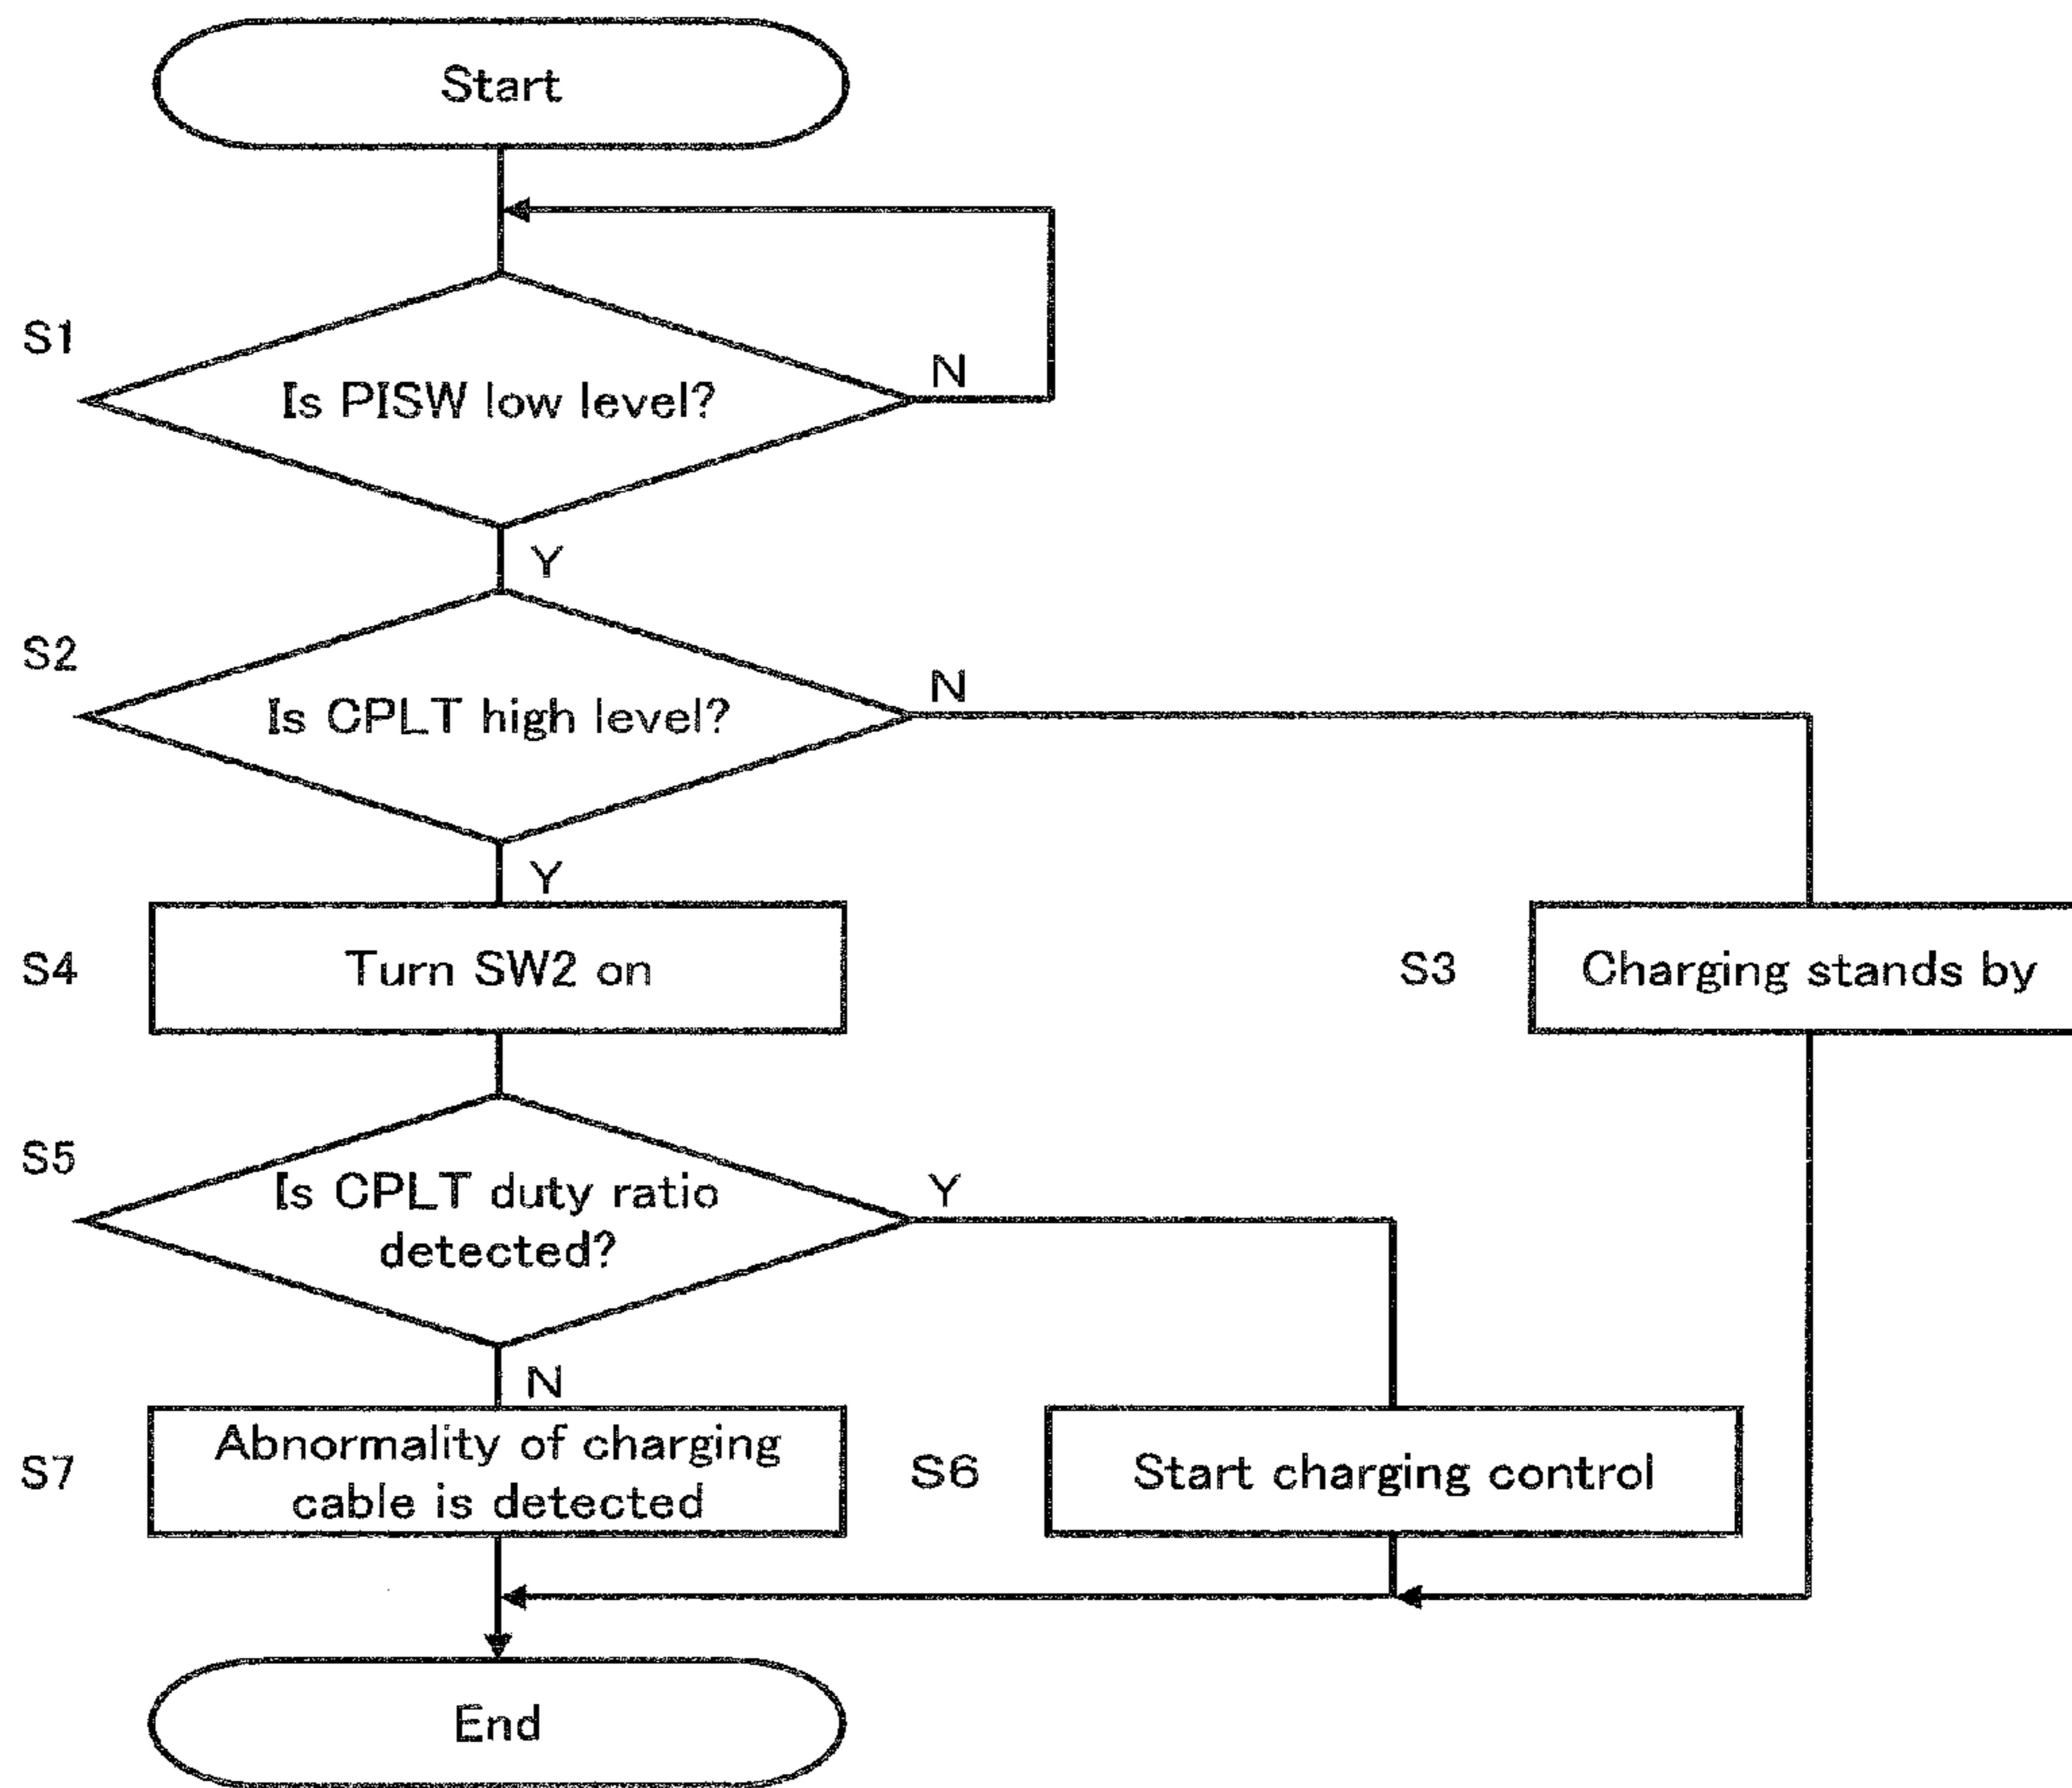 Start
S1
Is PISW low level?
N
Y
S2
Is CPLT high level?
N
Y
S4
Turn SW2 on
S3
Charging stands by
S5
Is CPLT duty ratio
detected?
Y
N
S7
Abnormality of charging
cable is detected
S6
Start charging control
End